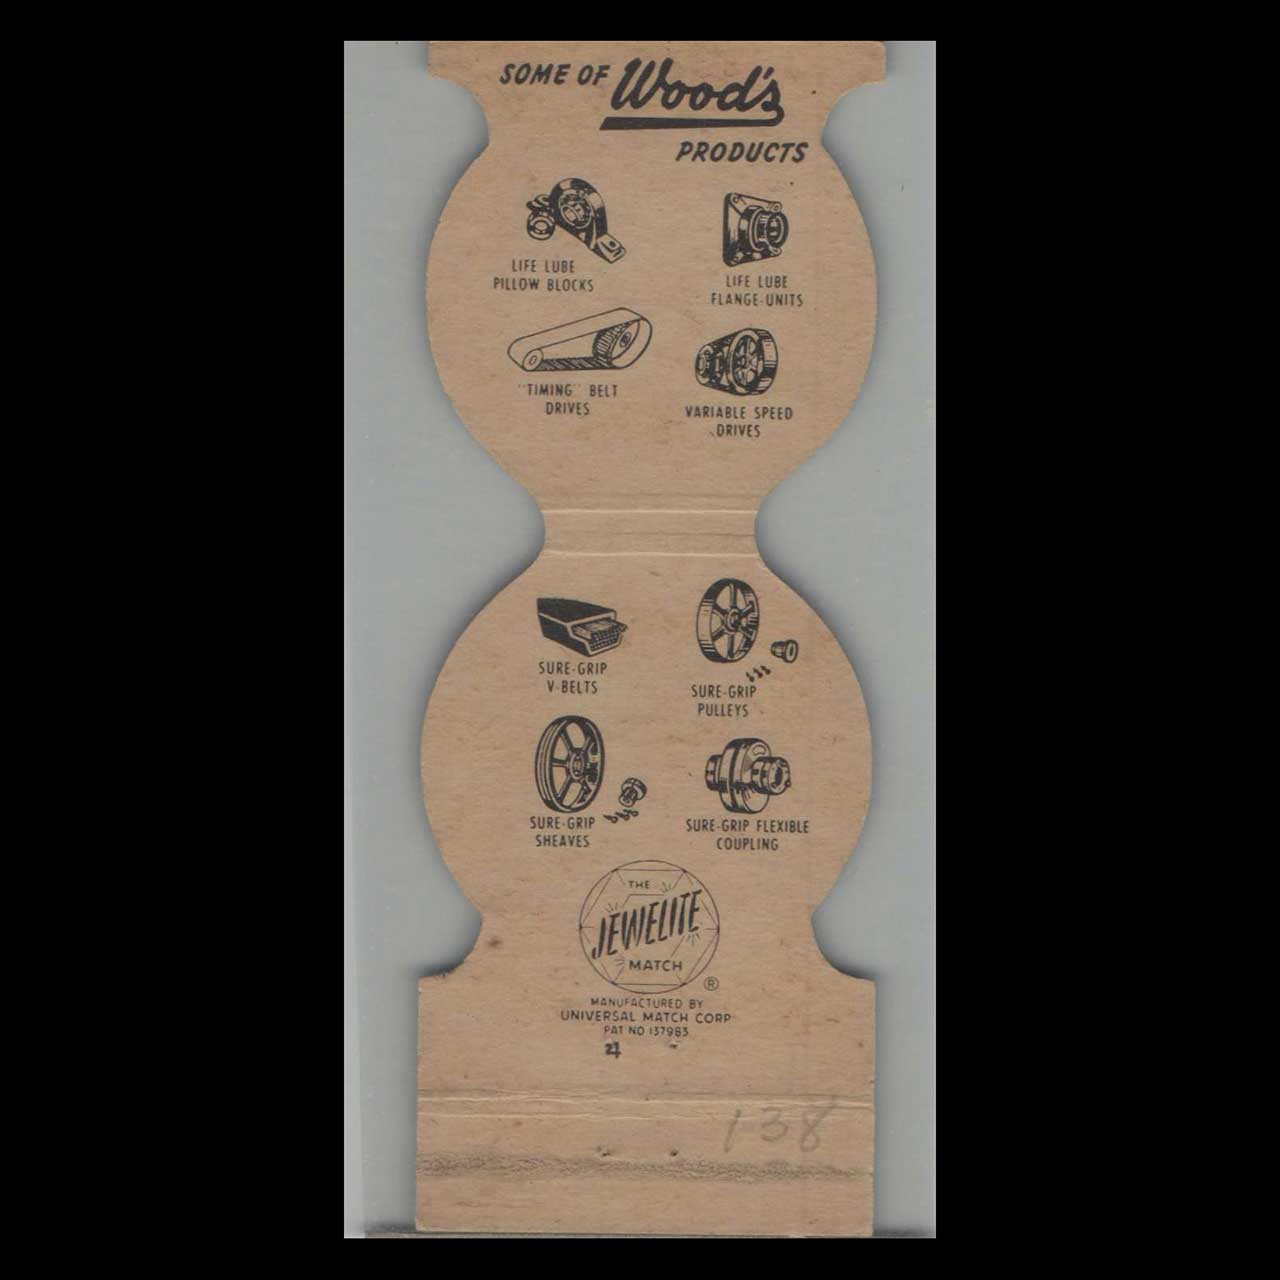 SOME OF Wood's
PRODUCTS
LIFE LUBE
PILLOW BLOCKS
LIFE LUBE
FLANGE-UNITS
"TIMING" BELT
DRIVES
VARIABLE SPEED
DRIVES
SURE-GRIP
V-BELTS
SURE-GRIP
PULLEYS
SURE-GRIP
SHEAVES
SURE-GRIP FLEXIBLE
COUPLING
THE
JEWELITE
MATCH
®
MANUFACTURED BY
UNIVERSAL MATCH CORP
PAT NO 137983
138